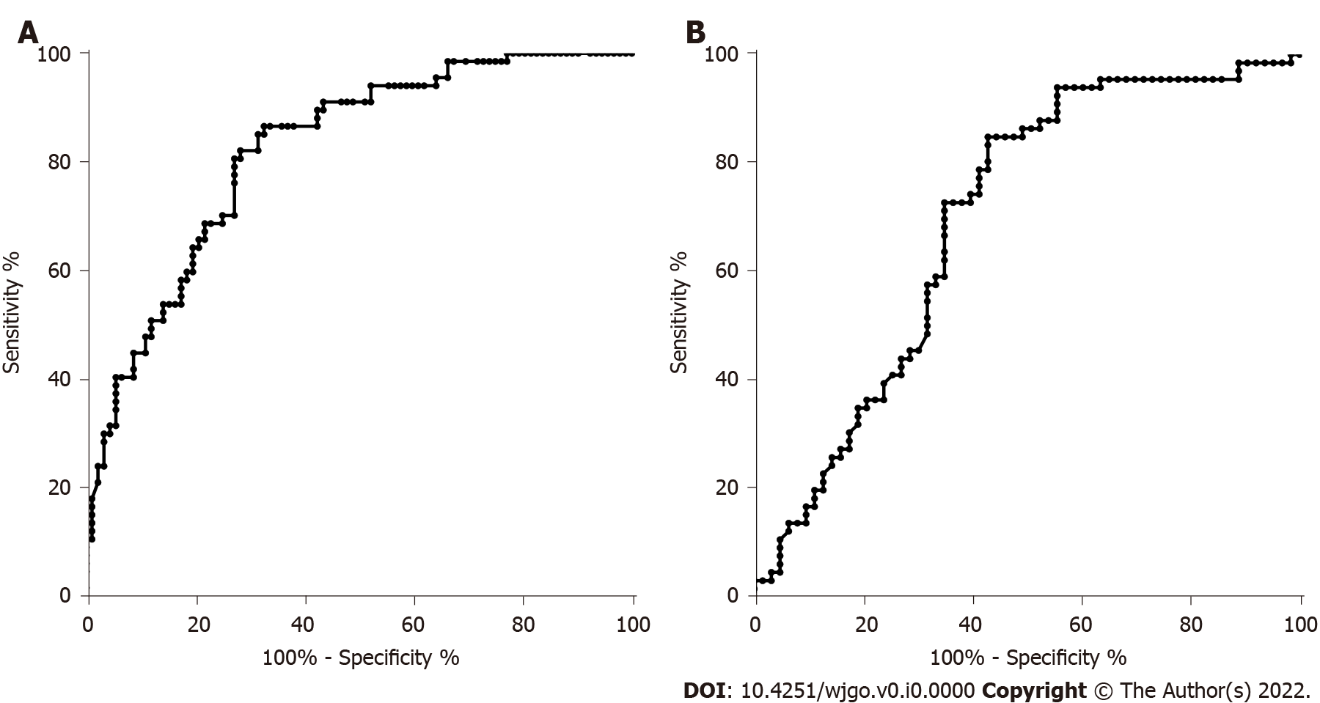 A
100
80
60
40
20
0
Sensitivity %
0 20 40 60 80 100
100% - Specificity %
B
100
80
60
40
20
0
Sensitivity %
0 20 40 60 80 100
100% - Specificity %
DOI: 10.4251/wjgo.v0.i0.0000 Copyright © The Author(s) 2022.